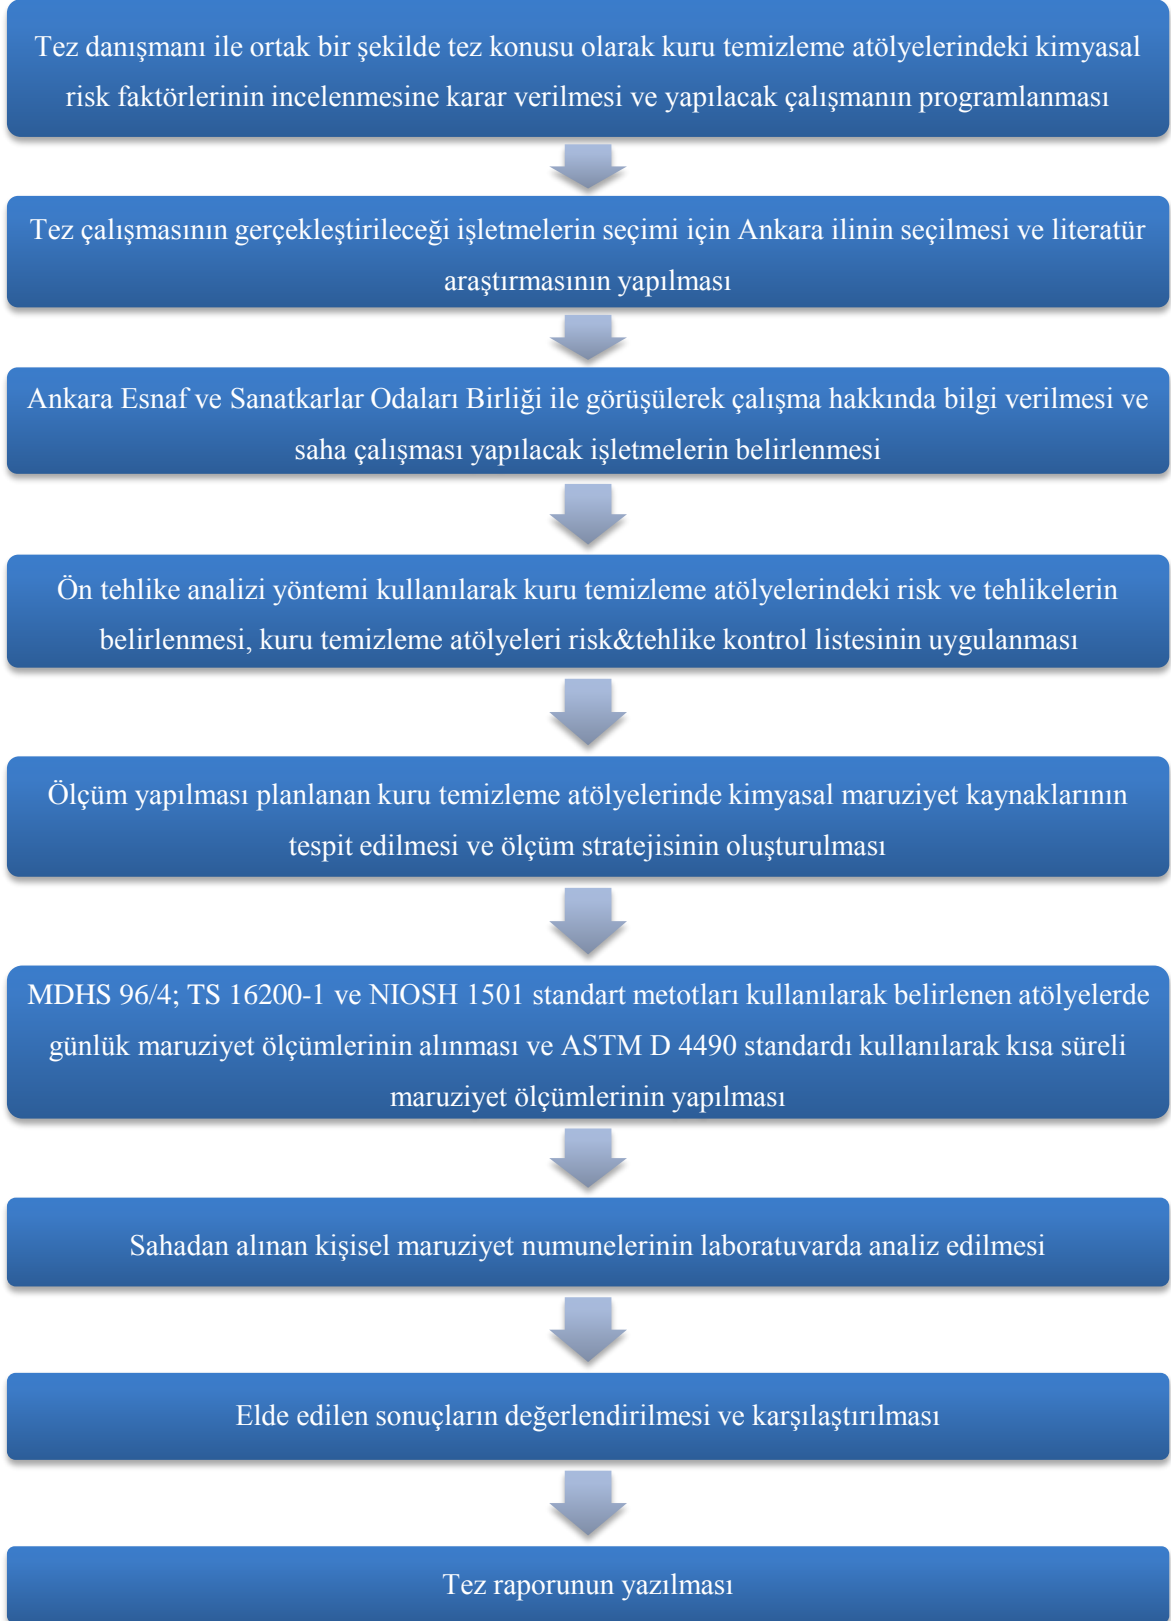 Tez danışmanı ile ortak bir şekilde tez konusu olarak kuru temizleme atölyelerindeki kimyasal
risk faktörlerinin incelenmesine karar verilmesi ve yapılacak çalışmanın programlanması
Tez çalışmasının gerçekleştirileceği işletmelerin seçimi için Ankara ilinin seçilmesi ve literatür
araştırmasının yapılması
Ankara Esnaf ve Sanatkarlar Odaları Birliği ile görüşülerek çalışma hakkında bilgi verilmesi ve
saha çalışması yapılacak işletmelerin belirlenmesi
Ön tehlike analizi yöntemi kullanılarak kuru temizleme atölyelerindeki risk ve tehlikelerin
belirlenmesi, kuru temizleme atölyeleri risk&tehlike kontrol listesinin uygulanması
Ölçüm yapılması planlanan kuru temizleme atölyelerinde kimyasal maruziyet kaynaklarının
tespit edilmesi ve ölçüm stratejisinin oluşturulması
MDHS 96/4; TS 16200-1 ve NIOSH 1501 standart metotları kullanılarak belirlenen atölyelerde
günlük maruziyet ölçümlerinin alınması ve ASTM D 4490 standardı kullanılarak kısa süreli
maruziyet ölçümlerinin yapılması
Sahadan alınan kişisel maruziyet numunelerinin laboratuvarda analiz edilmesi
Elde edilen sonuçların değerlendirilmesi ve karşılaştırılması
Tez raporunun yazılması